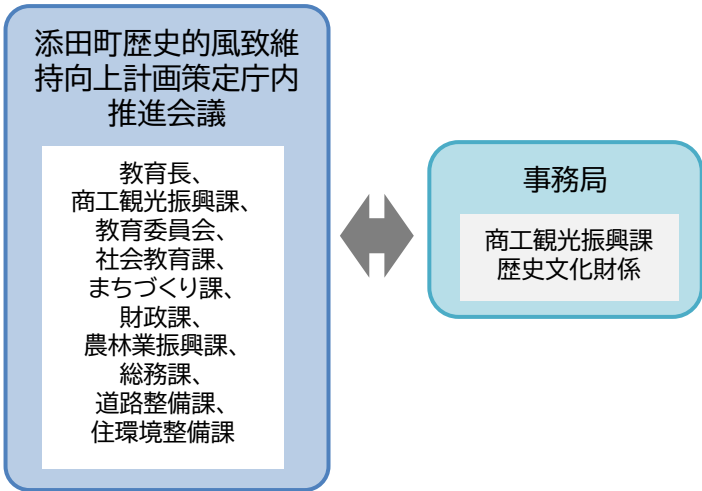 添田町歴史的風致維
持向上計画策定庁内
推進会議
教育長、
商工観光振興課、
教育委員会、
社会教育課、
まちづくり課、
財政課、
農林業振興課、
総務課、
道路整備課、
住環境整備課
事務局
商工観光振興課
歴史文化財係